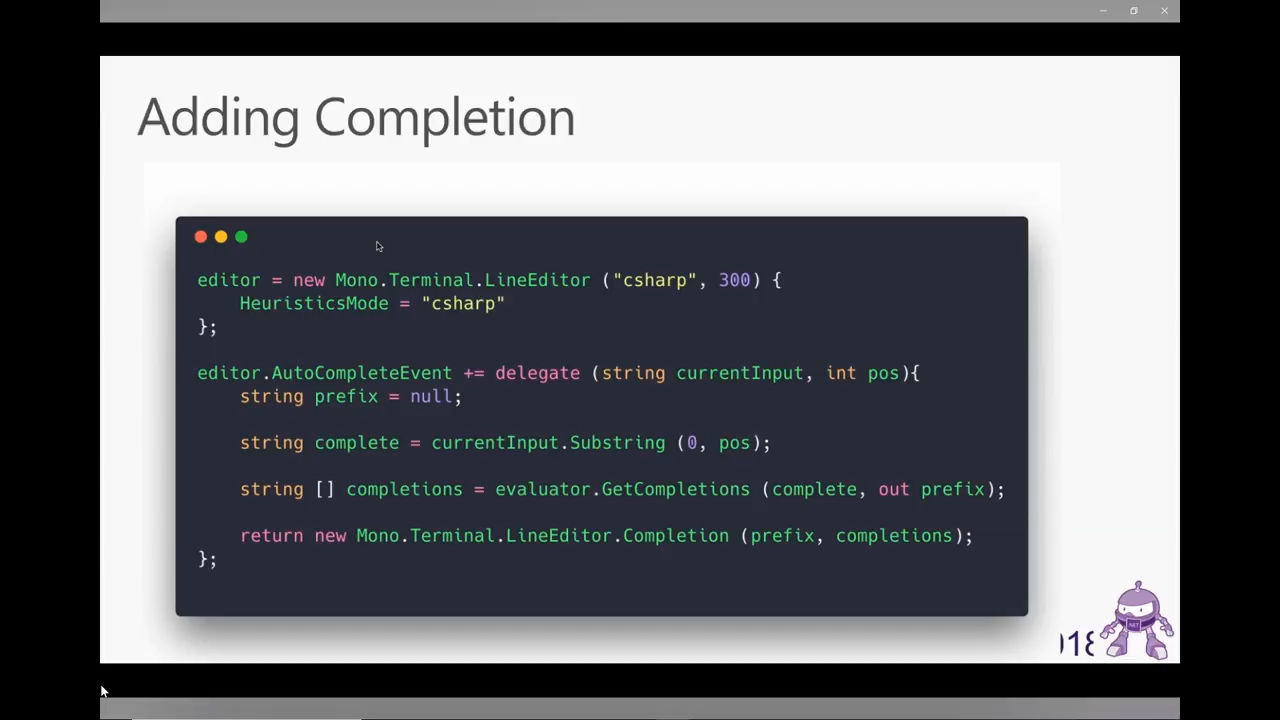 Adding Completion
editor = new Mono.Terminal.LineEditor ("csharp", 300) {
    HeuristicsMode = "csharp"
};
editor.AutoCompleteEvent += delegate (string currentInput, int pos){
    string prefix = null;
    string complete = currentInput.Substring (0, pos);
    string [] completions = evaluator.GetCompletions (complete, out prefix);
    return new Mono.Terminal.LineEditor.Completion (prefix, completions);
};
.NET
018